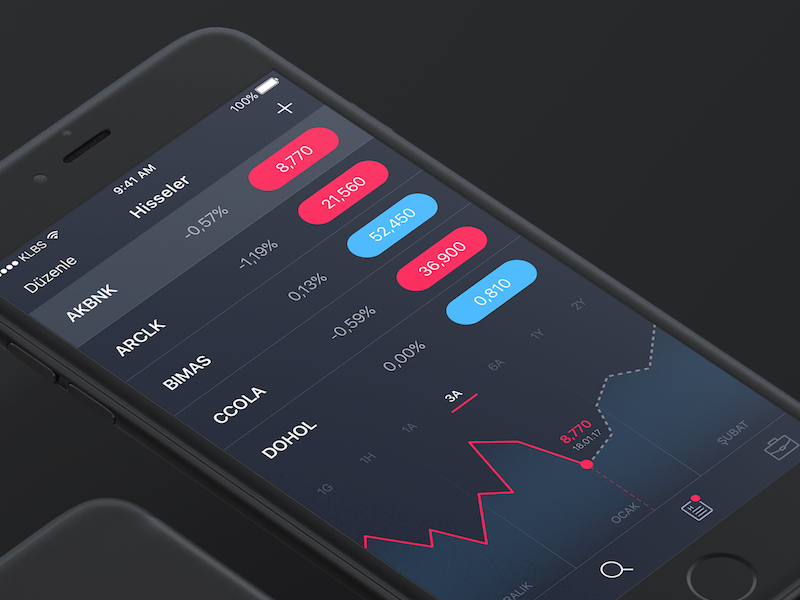 KLBS 9:41 AM 100%
Düzenle Hisseler +
AKBNK -0,57% 8,770
ARCLK -1,19% 21,560
BIMAS 0,13% 52,450
CCOLA -0,59% 36,900
DOHOL 0,00% 0,810
1G 1H 1A 3A 6A 1Y 2Y
8,770
18.01.17
OCAK ŞUBAT